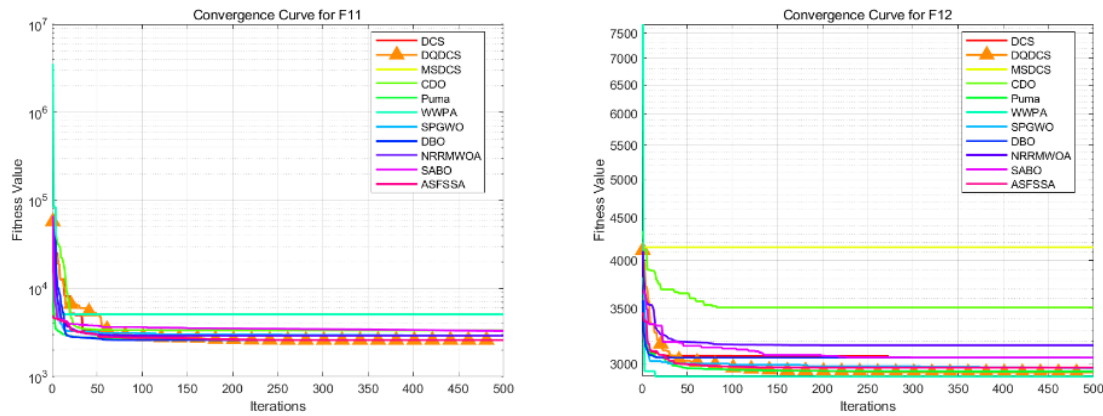 Convergence Curve for F11
10^7
10^6
10^5
10^4
10^3
Fitness Value
0 50 100 150 200 250 300 350 400 450 500
Iterations
DCS
DQDCS
MSDCS
CDO
Puma
WWPA
SPGWO
DBO
NRRMWOA
SABO
ASFSSA
Convergence Curve for F12
7500
7000
6500
6000
5500
5000
4500
4000
3500
3000
Fitness Value
0 50 100 150 200 250 300 350 400 450 500
Iterations
DCS
DQDCS
MSDCS
CDO
Puma
WWPA
SPGWO
DBO
NRRMWOA
SABO
ASFSSA